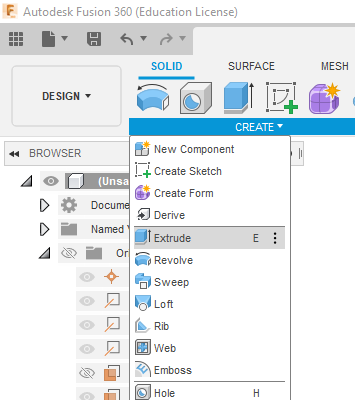 Autodesk Fusion 360 (Education License)
SOLID SURFACE MESH
DESIGN
CREATE
BROWSER
New Component
(Unsa
Create Sketch
Create Form
Docume
Derive
Named V
Extrude E
Or
Revolve
Sweep
Loft
Rib
Web
Emboss
Hole H